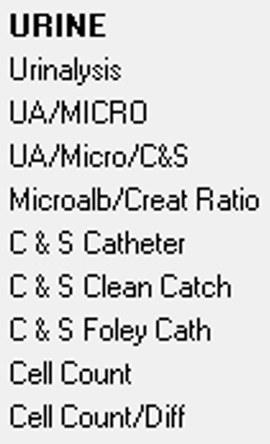 URINE
Urinalysis
UA/MICRO
UA/Micro/C&S
Microalb/Creat Ratio
C & S Catheter
C & S Clean Catch
C & S Foley Cath
Cell Count
Cell Count/Diff